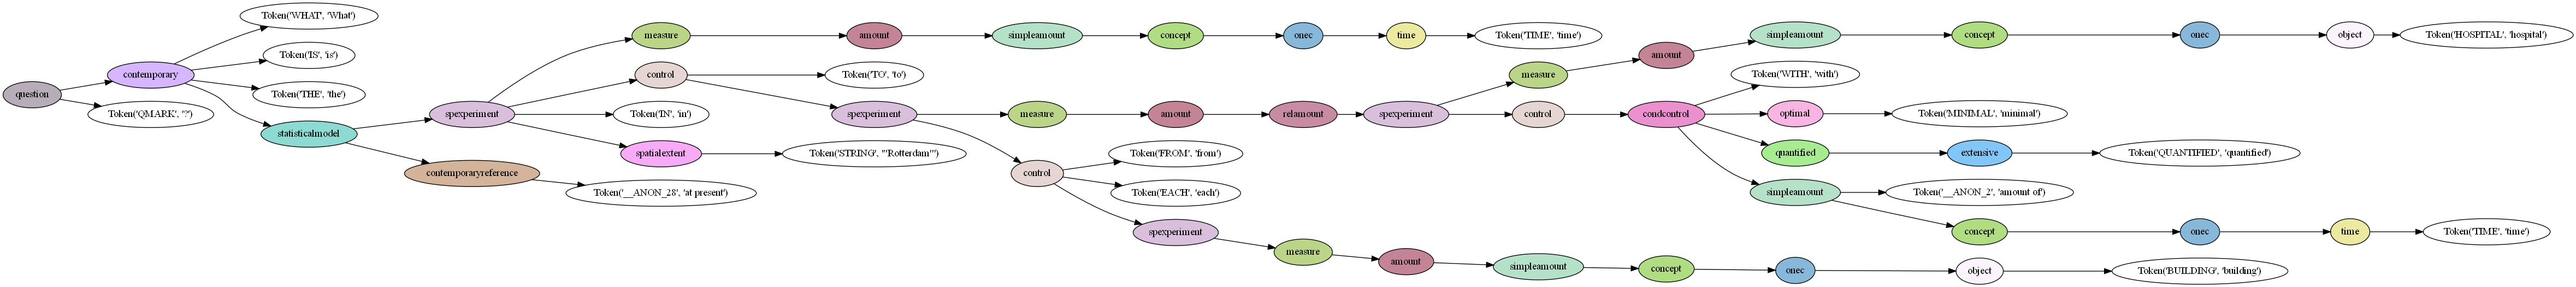 question
contemporary
Token('WHAT', 'What')
Token('IS', 'is')
Token('THE', 'the')
Token('QMARK', '?')
statisticalmodel
spexperiment
contemporaryreference
Token('__ANON_28', 'at present')
measure
amount
simpleamount
concept
onec
time
Token('TIME', 'time')
control
Token('TO', 'to')
Token('IN', 'in')
spatialextent
Token('STRING', "'Rotterdam'")
spexperiment
measure
amount
relamount
spexperiment
measure
amount
simpleamount
concept
onec
object
Token('HOSPITAL', 'hospital')
control
condcontrol
Token('WITH', 'with')
optimal
Token('MINIMAL', 'minimal')
quantified
extensive
Token('QUANTIFIED', 'quantified')
simpleamount
Token('__ANON_2', 'amount of')
concept
onec
time
Token('TIME', 'time')
control
Token('FROM', 'from')
Token('EACH', 'each')
spexperiment
measure
amount
simpleamount
concept
onec
object
Token('BUILDING', 'building')